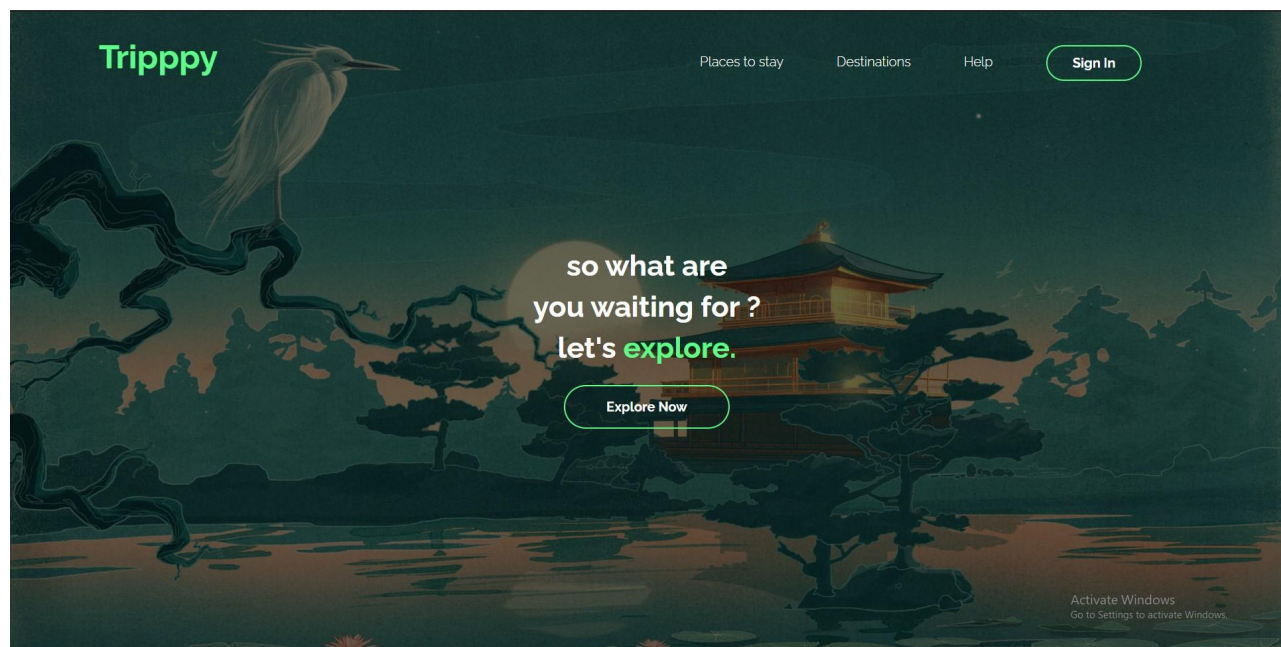 Tripppy
Places to stay
Destinations
Help
Sign In
so what are
you waiting for ?
let's explore.
Explore Now
Activate Windows
Go to Settings to activate Windows.